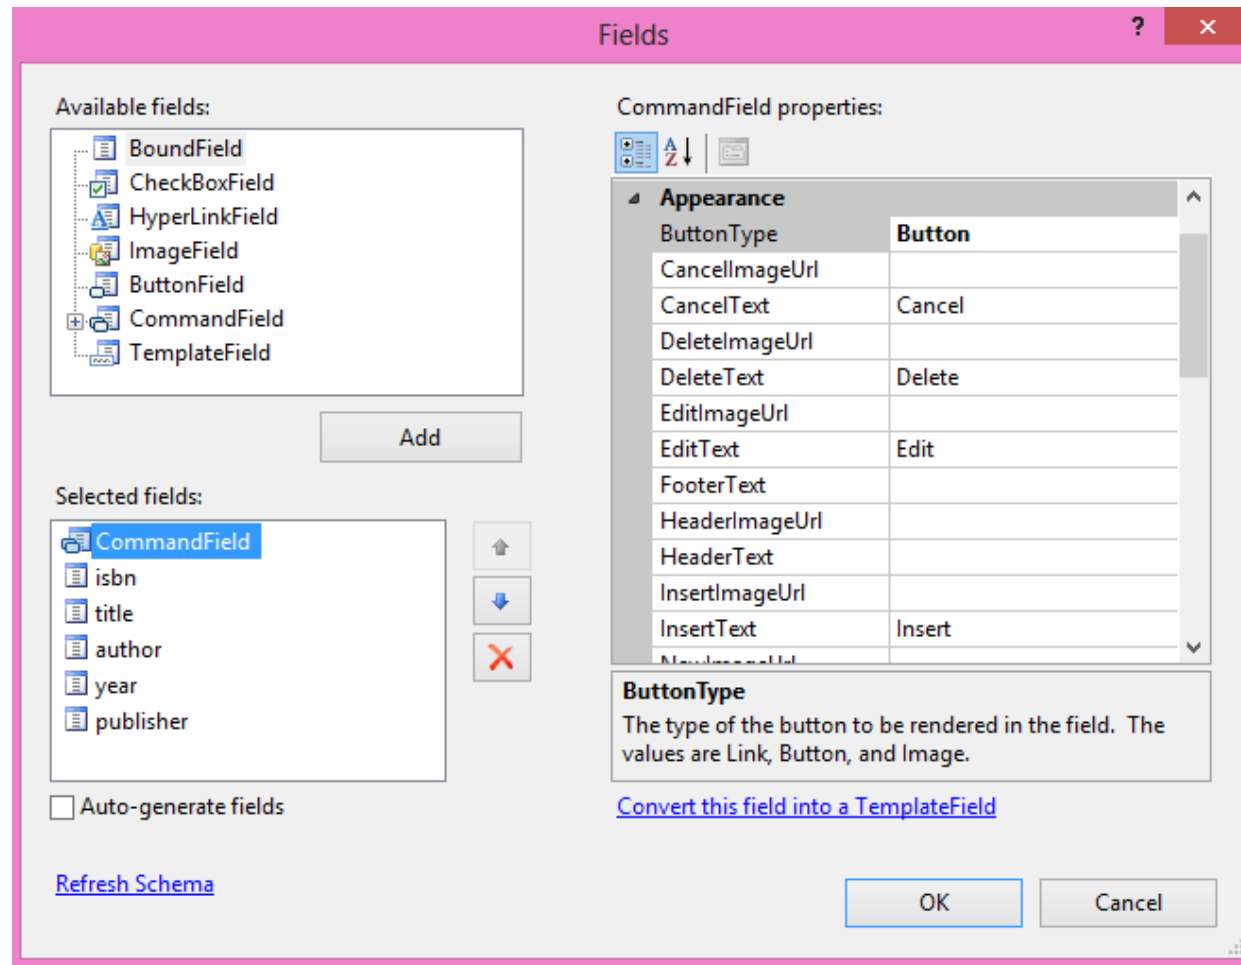 Fields
?
Available fields:
BoundField
CheckBoxField
HyperLinkField
ImageField
ButtonField
CommandField
TemplateField
Add
Selected fields:
CommandField
isbn
title
author
year
publisher
Auto-generate fields
Refresh Schema
CommandField properties:
Appearance
ButtonType Button
CancelImageUrl
CancelText Cancel
DeleteImageUrl
DeleteText Delete
EditImageUrl
EditText Edit
FooterText
HeaderImageUrl
HeaderText
InsertImageUrl
InsertText Insert
ButtonType
The type of the button to be rendered in the field. The
values are Link, Button, and Image.
Convert this field into a TemplateField
OK Cancel